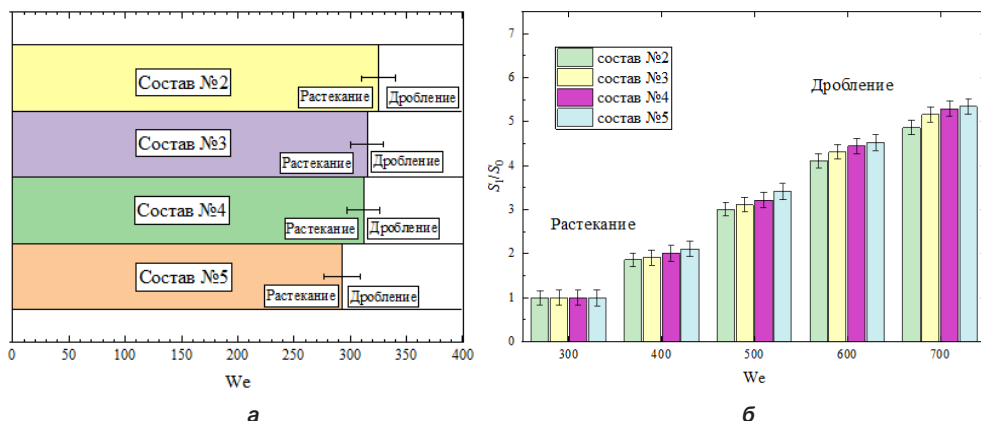 Состав №2
Растекание
Дробление
Состав №3
Растекание
Дробление
Состав №4
Растекание
Дробление
Состав №5
Растекание
Дробление
0 50 100 150 200 250 300 350 400
We
а
7
6
5
4
3
2
1
0
S1/S0
состав №2
состав №3
состав №4
состав №5
Дробление
Растекание
300 400 500 600 700
We
б